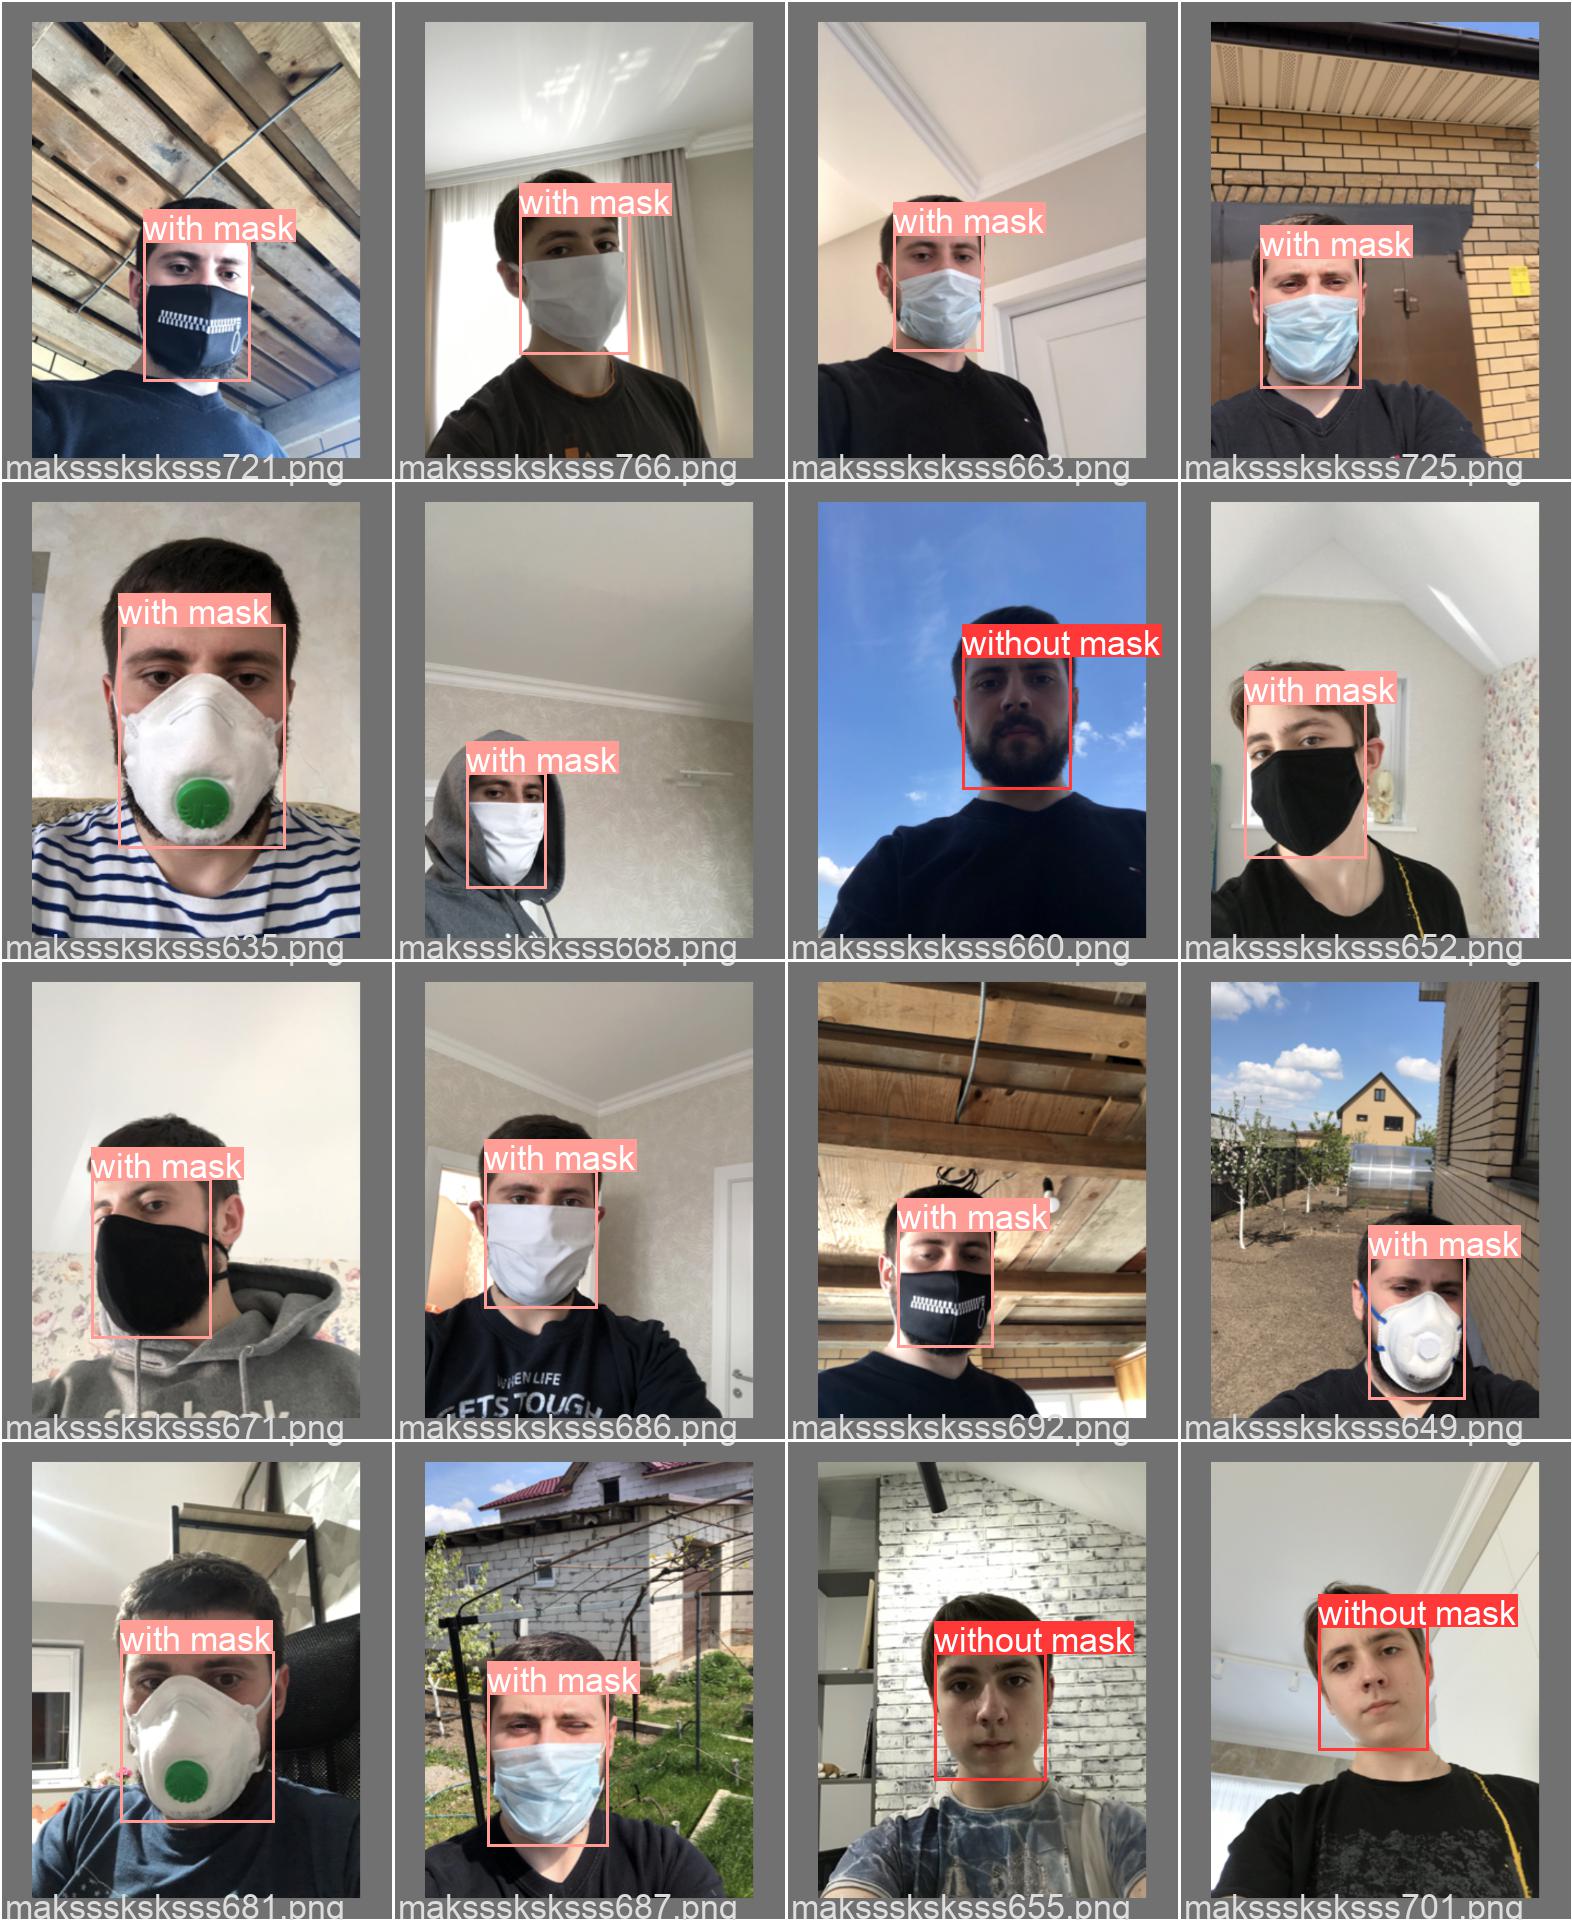 with mask
with mask
with mask
with mask
maksssksksss721.png
maksssksksss766.png
maksssksksss663.png
maksssksksss725.png
with mask
with mask
without mask
with mask
maksssksksss635.png
maksssksksss668.png
maksssksksss660.png
maksssksksss652.png
with mask
with mask
with mask
with mask
WHEN LIFE
GETS TOUGH
maksssksksss671.png
maksssksksss686.png
maksssksksss692.png
maksssksksss649.png
with mask
with mask
without mask
without mask
maksssksksss681.png
maksssksksss687.png
maksssksksss655.png
maksssksksss701.png